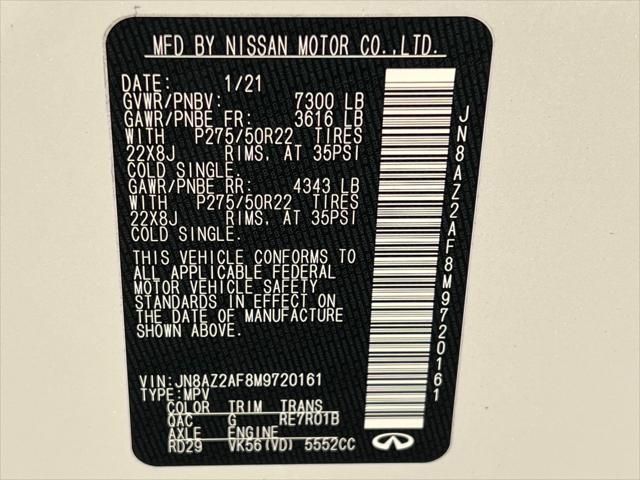 MFD BY NISSAN MOTOR CO.,LTD.
DATE: 1/21
GVWR/PNBV: 7300 LB
GAWR/PNBE FR: 3616 LB
WITH P275/50R22 TIRES
22X8J RIMS, AT 35PSI
COLD SINGLE.
GAWR/PNBE RR: 4343 LB
WITH P275/50R22 TIRES
22X8J RIMS, AT 35PSI
COLD SINGLE.
THIS VEHICLE CONFORMS TO
ALL APPLICABLE FEDERAL
MOTOR VEHICLE SAFETY
STANDARDS IN EFFECT ON
THE DATE OF MANUFACTURE
SHOWN ABOVE.
VIN:JN8AZ2AF8M9720161
TYPE:MPV
COLOR TRIM TRANS
QAC G RE7R01B
AXLE ENGINE
RD29 VK56(VD) 5552CC
JN8AZ2AF8M9720161